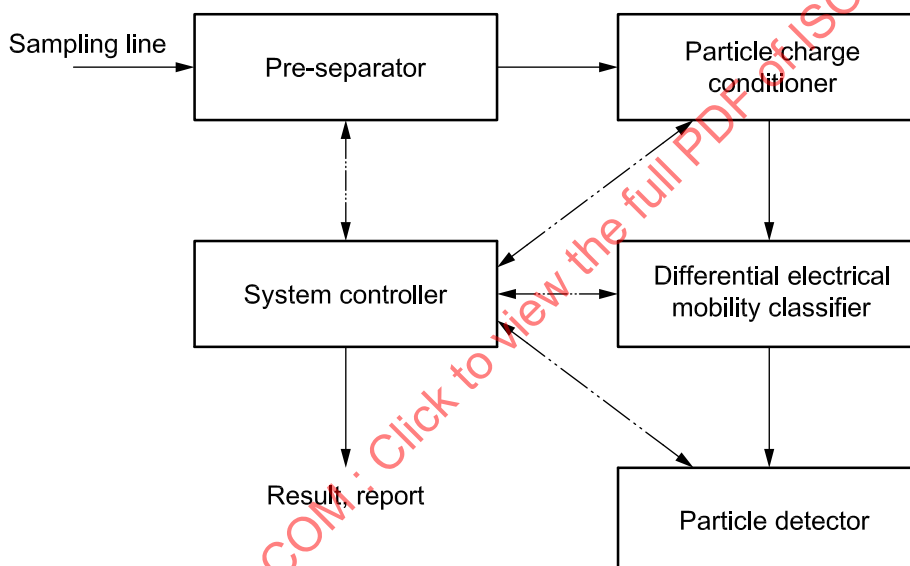 Sampling line
Pre-separator
Particle charge
conditioner
System controller
Differential electrical
mobility classifier
Result, report
Particle detector
COM : Click to view the full PDF of ISO